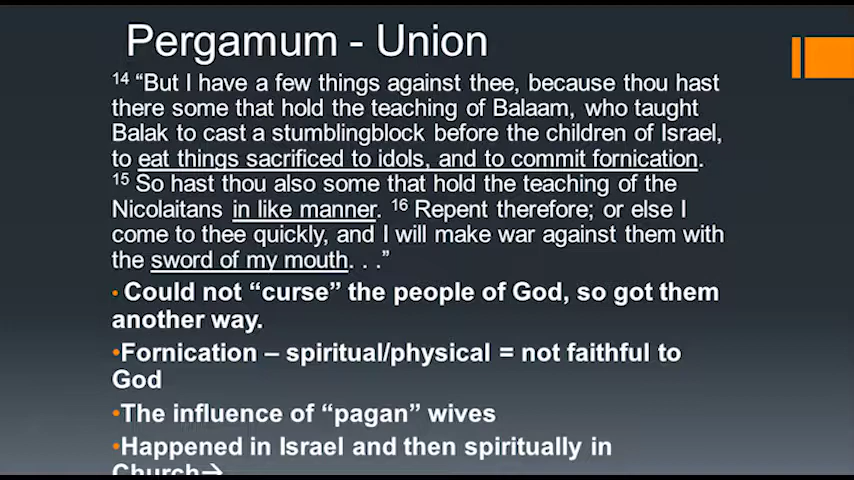 Pergamum - Union
14 “But I have a few things against thee, because thou hast
there some that hold the teaching of Balaam, who taught
Balak to cast a stumblingblock before the children of Israel,
to eat things sacrificed to idols, and to commit fornication.
15 So hast thou also some that hold the teaching of the
Nicolaitans in like manner. 16 Repent therefore; or else I
come to thee quickly, and I will make war against them with
the sword of my mouth. . .”
• Could not “curse” the people of God, so got them
another way.
•Fornication – spiritual/physical = not faithful to
God
•The influence of “pagan” wives
•Happened in Israel and then spiritually in
Church→